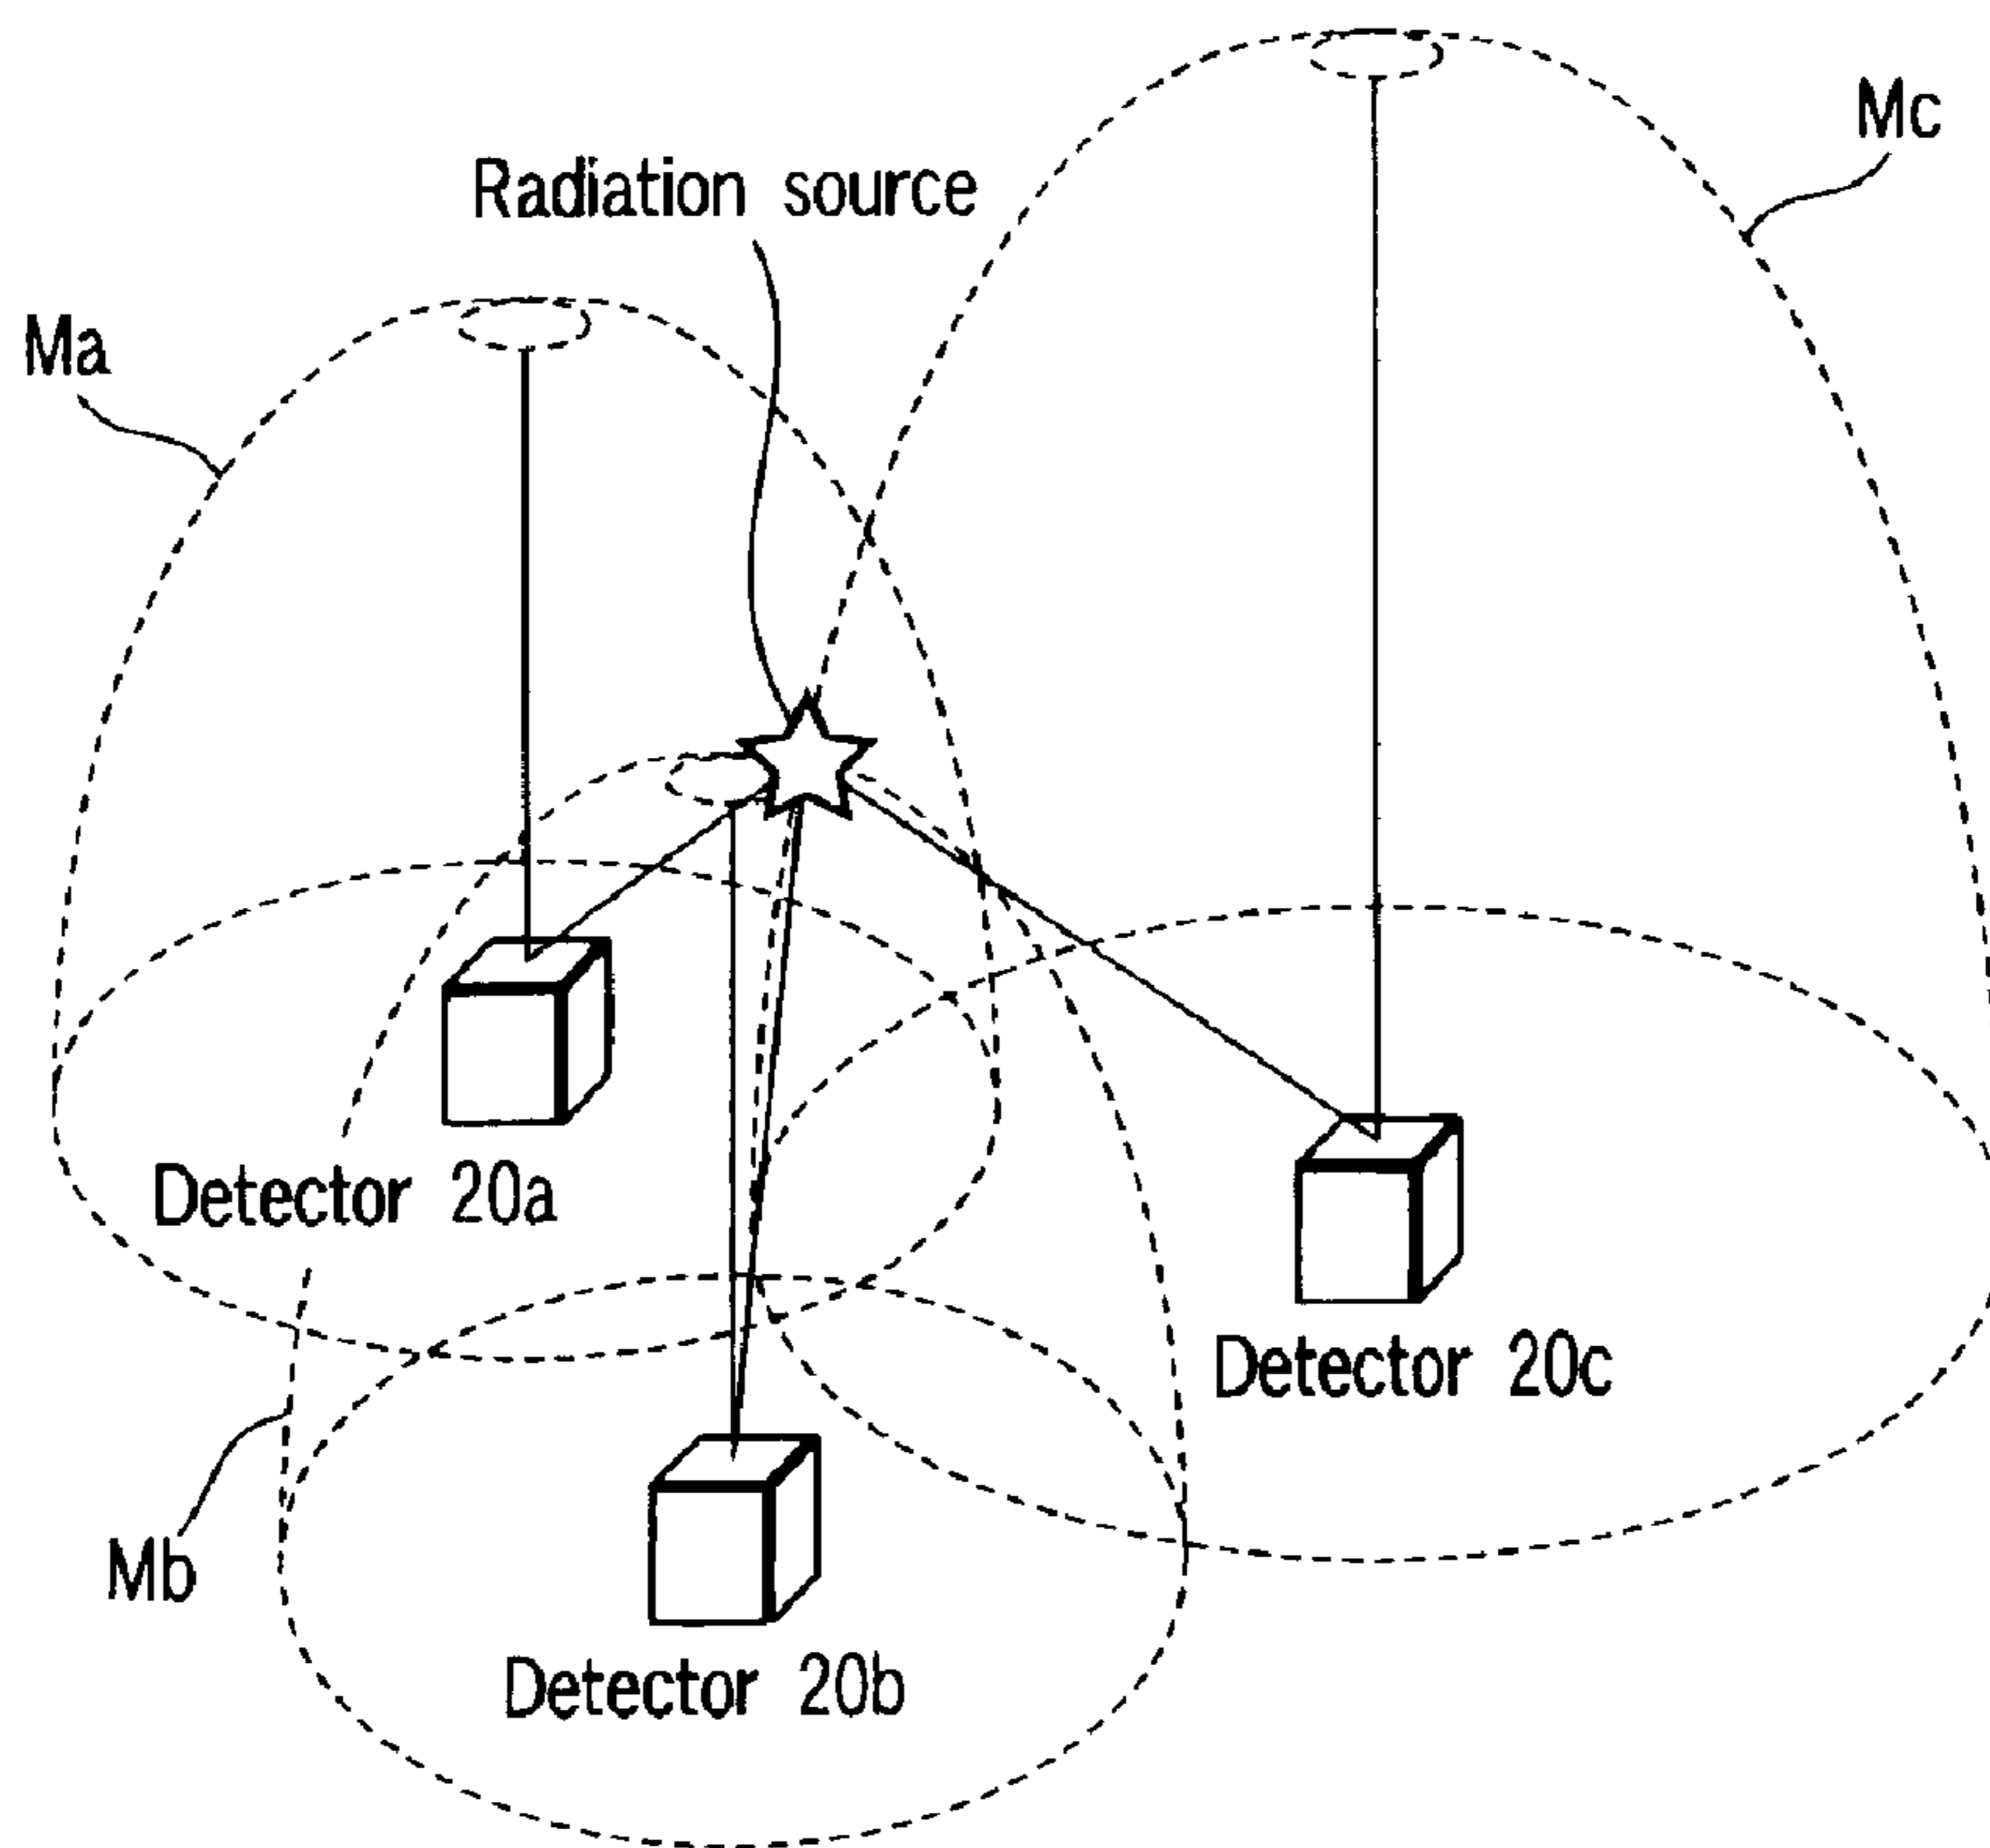 Mc
Radiation source
Ma
Detector 20a
Detector 20c
Mb
Detector 20b